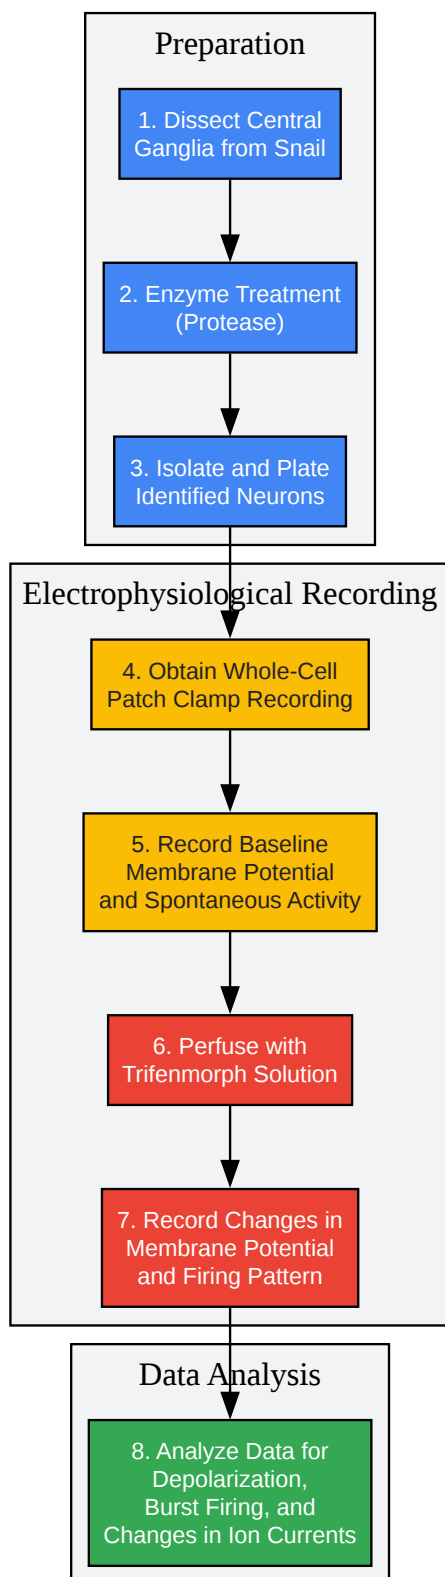 Preparation
1. Dissect Central
Ganglia from Snail
2. Enzyme Treatment
(Protease)
3. Isolate and Plate
Identified Neurons
Electrophysiological Recording
4. Obtain Whole-Cell
Patch Clamp Recording
5. Record Baseline
Membrane Potential
and Spontaneous Activity
6. Perfuse with
Trifenmorph Solution
7. Record Changes in
Membrane Potential
and Firing Pattern
Data Analysis
8. Analyze Data for
Depolarization,
Burst Firing, and
Changes in Ion Currents